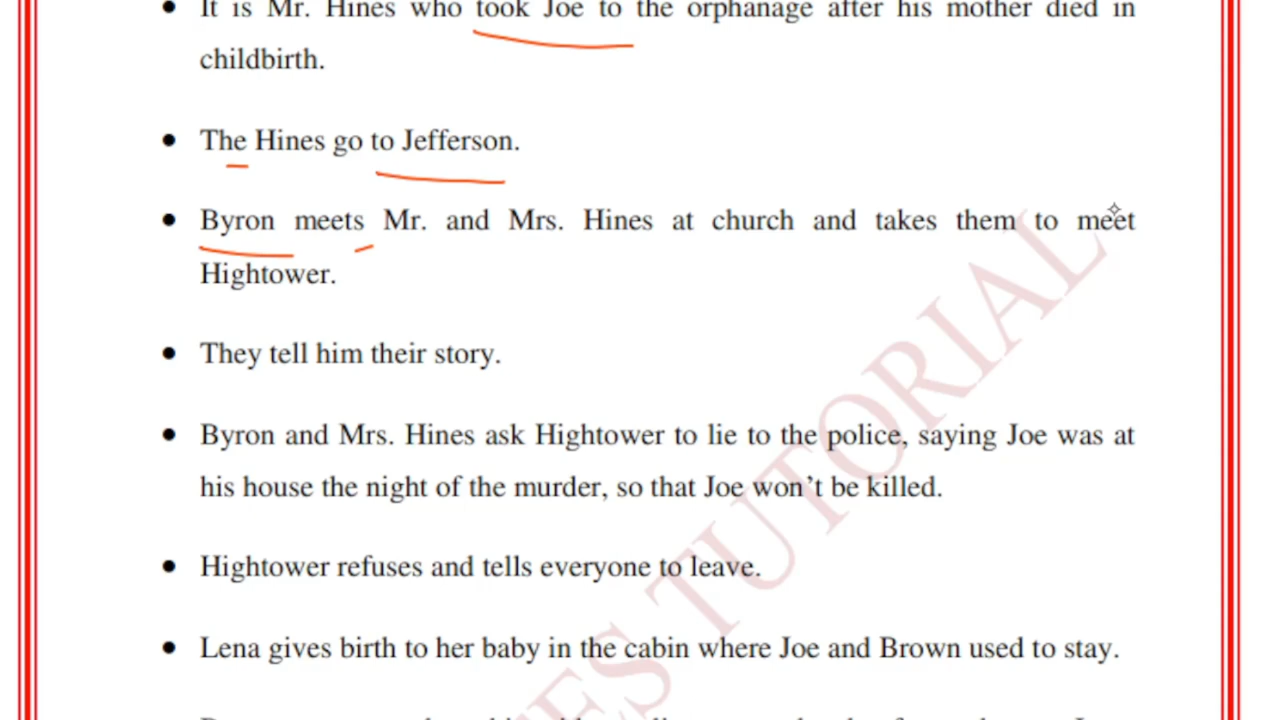 It is Mr. Hines who took Joe to the orphanage after his mother died in
childbirth.
The Hines go to Jefferson.
Byron meets Mr. and Mrs. Hines at church and takes them to meet
Hightower.
They tell him their story.
Byron and Mrs. Hines ask Hightower to lie to the police, saying Joe was at
his house the night of the murder, so that Joe won’t be killed.
Hightower refuses and tells everyone to leave.
Lena gives birth to her baby in the cabin where Joe and Brown used to stay.
TUTORIAL